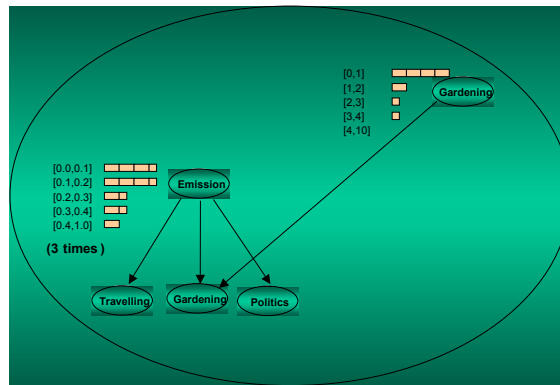 [0,1]
[1,2]
[2,3]
[3,4]
[4,10]
Gardening
[0.0,0.1]
[0.1,0.2]
[0.2,0.3]
[0.3,0.4]
[0.4,1.0]
(3 times)
Emission
Travelling
Gardening
Politics